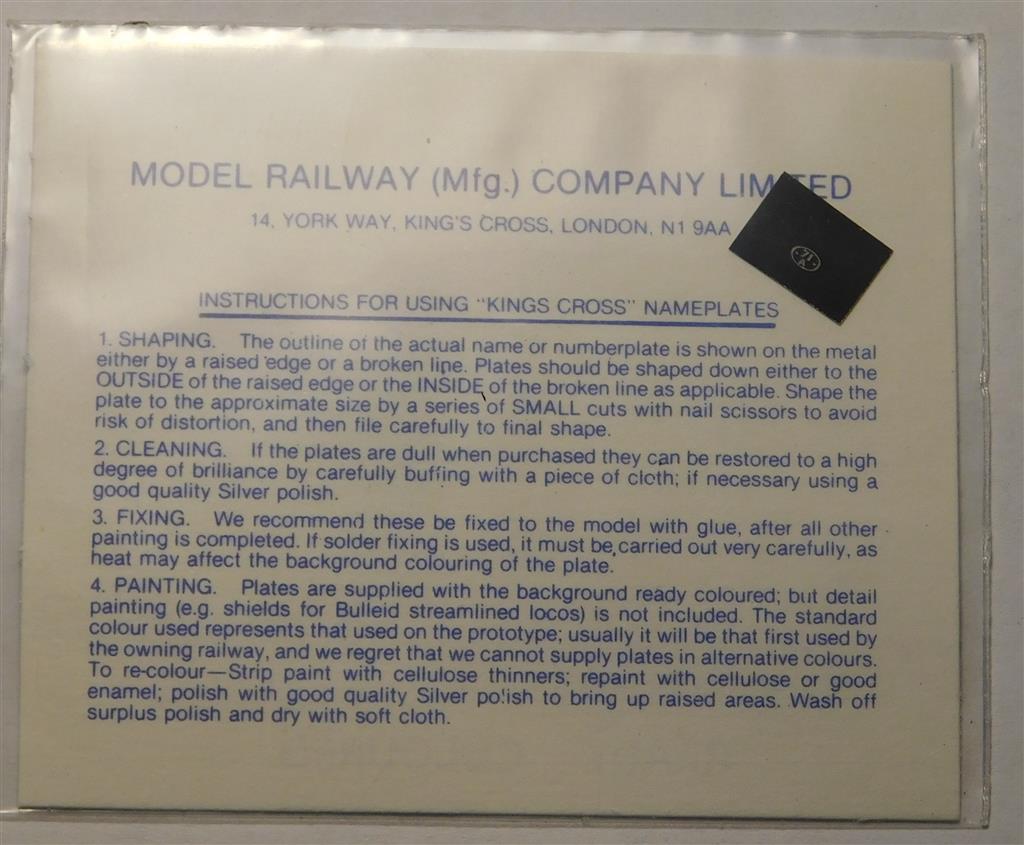 MODEL RAILWAY (Mfg.) COMPANY LIMITED
14, YORK WAY, KING'S CROSS, LONDON, N1 9AA
71
A
INSTRUCTIONS FOR USING "KINGS CROSS" NAMEPLATES
1. SHAPING. The outline of the actual name or numberplate is shown on the metal
either by a raised edge or a broken line. Plates should be shaped down either to the
OUTSIDE of the raised edge or the INSIDE of the broken line as applicable. Shape the
plate to the approximate size by a series of SMALL cuts with nail scissors to avoid
risk of distortion, and then file carefully to final shape.
2. CLEANING. If the plates are dull when purchased they can be restored to a high
degree of brilliance by carefully buffing with a piece of cloth; if necessary using a
good quality Silver polish.
3. FIXING. We recommend these be fixed to the model with glue, after all other
painting is completed. If solder fixing is used, it must be carried out very carefully, as
heat may affect the background colouring of the plate.
4. PAINTING. Plates are supplied with the background ready coloured; but detail
painting (e.g. shields for Bulleid streamlined locos) is not included. The standard
colour used represents that used on the prototype; usually it will be that first used by
the owning railway, and we regret that we cannot supply plates in alternative colours.
To re-colour—Strip paint with cellulose thinners; repaint with cellulose or good
enamel; polish with good quality Silver polish to bring up raised areas. Wash off
surplus polish and dry with soft cloth.